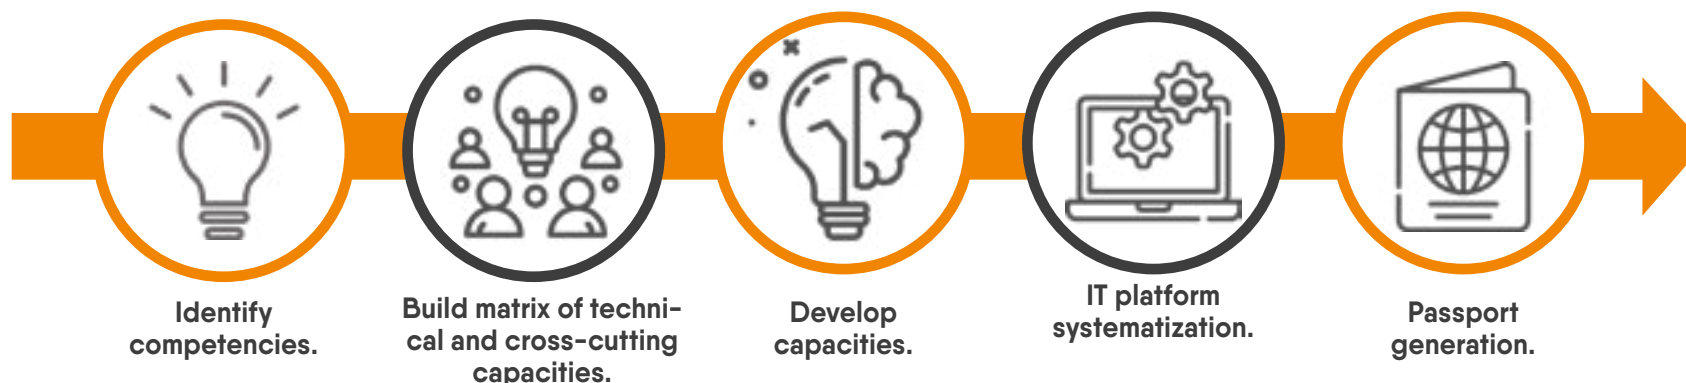 Identify
competencies.
Build matrix of techni-
cal and cross-cutting
capacities.
Develop
capacities.
IT platform
systematization.
Passport
generation.